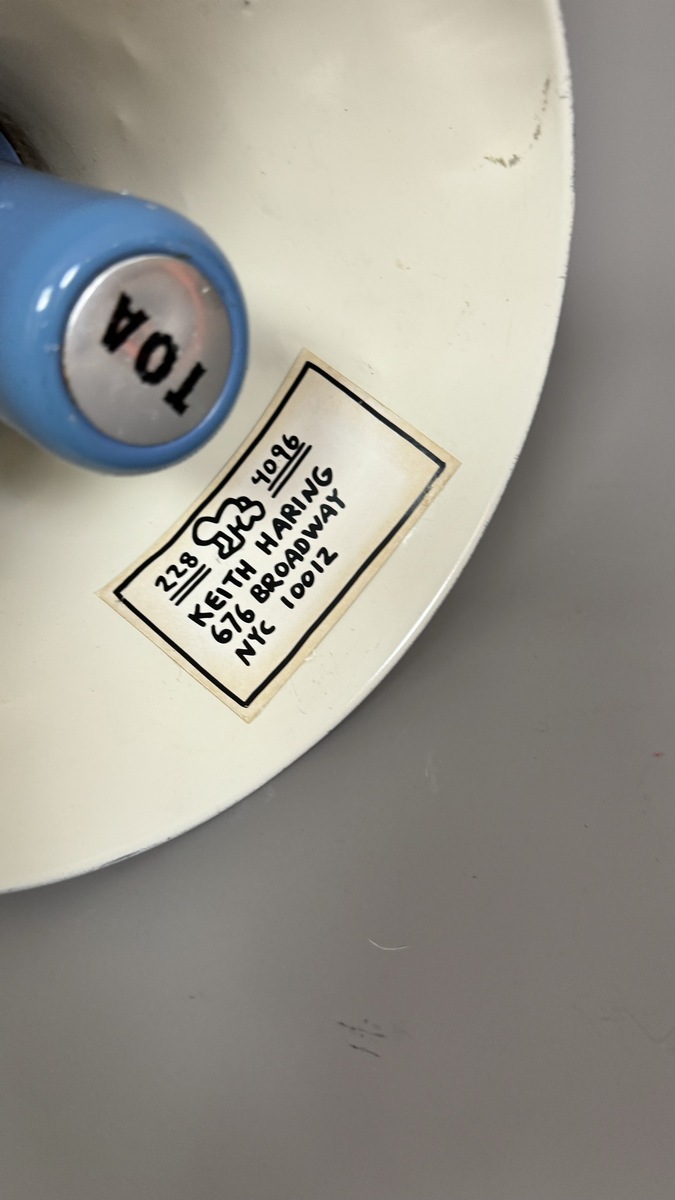 TOA
228 4096
KEITH HARING
676 BROADWAY
NYC 10012